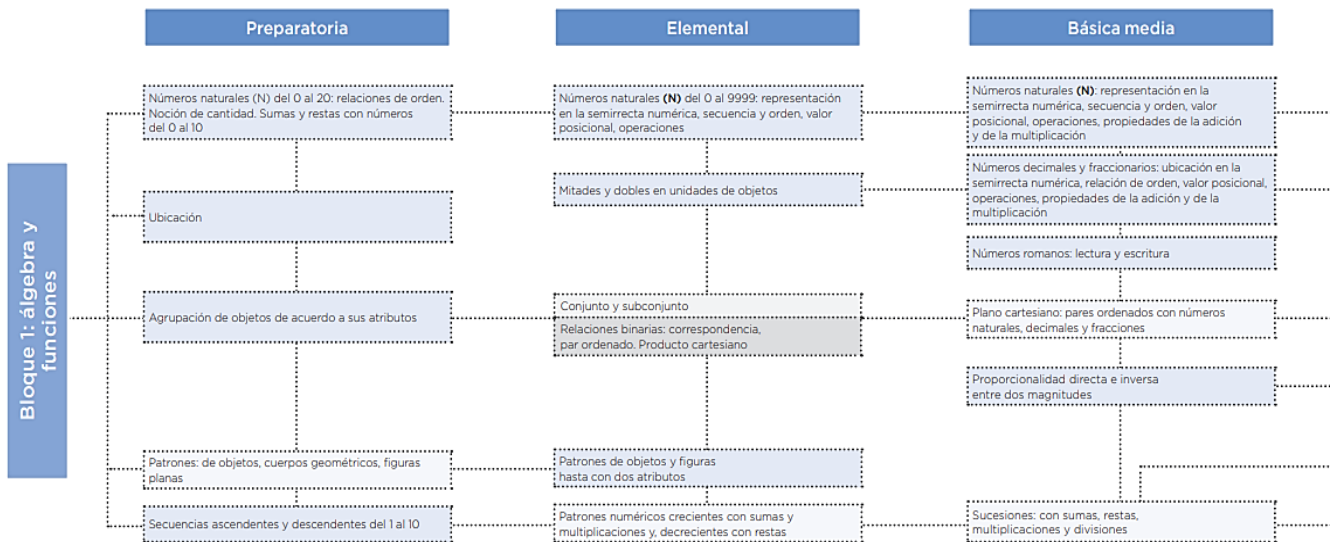 Preparatoria
Elemental
Básica media
Bloque 1: álgebra y
funciones
Números naturales (N) del 0 al 20: relaciones de orden.
Noción de cantidad. Sumas y restas con números
del 0 al 10
Ubicación
Agrupación de objetos de acuerdo a sus atributos
Patrones: de objetos, cuerpos geométricos, figuras
planas
Secuencias ascendentes y descendentes del 1 al 10
Números naturales (N) del 0 al 9999: representación
en la semirrecta numérica, secuencia y orden, valor
posicional, operaciones
Mitades y dobles en unidades de objetos
Conjunto y subconjunto
Relaciones binarias: correspondencia,
par ordenado. Producto cartesiano
Patrones de objetos y figuras
hasta con dos atributos
Patrones numéricos crecientes con sumas y
multiplicaciones y, decrecientes con restas
Números naturales (N): representación en la
semirrecta numérica, secuencia y orden, valor
posicional, operaciones, propiedades de la adición
y de la multiplicación
Números decimales y fraccionarios: ubicación en la
semirrecta numérica, relación de orden, valor posicional,
operaciones, propiedades de la adición y de la
multiplicación
Números romanos: lectura y escritura
Plano cartesiano: pares ordenados con números
naturales, decimales y fracciones
Proporcionalidad directa e inversa
entre dos magnitudes
Sucesiones: con sumas, restas,
multiplicaciones y divisiones